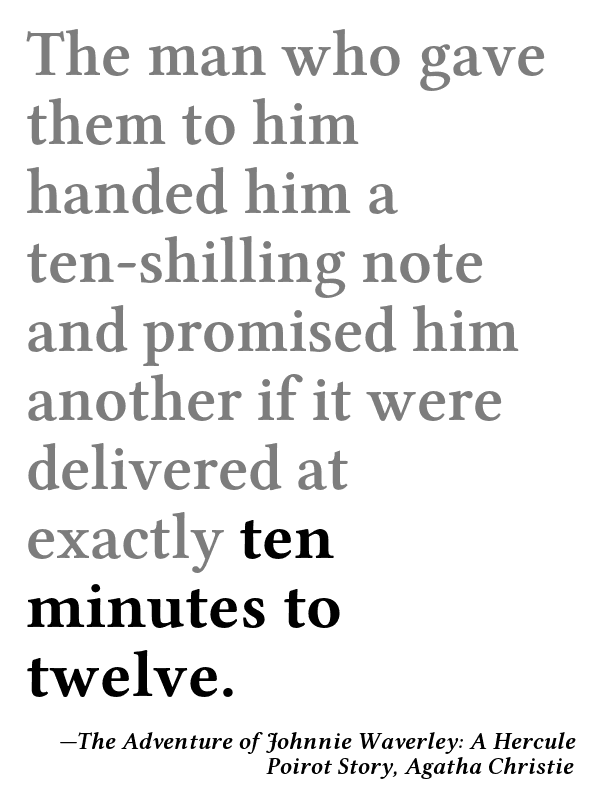 The man who gave
them to him
handed him a
ten-shilling note
and promised him
another if it were
delivered at
exactly ten
minutes to
twelve.
—The Adventure of Johnnie Waverley: A Hercule
Poirot Story, Agatha Christie